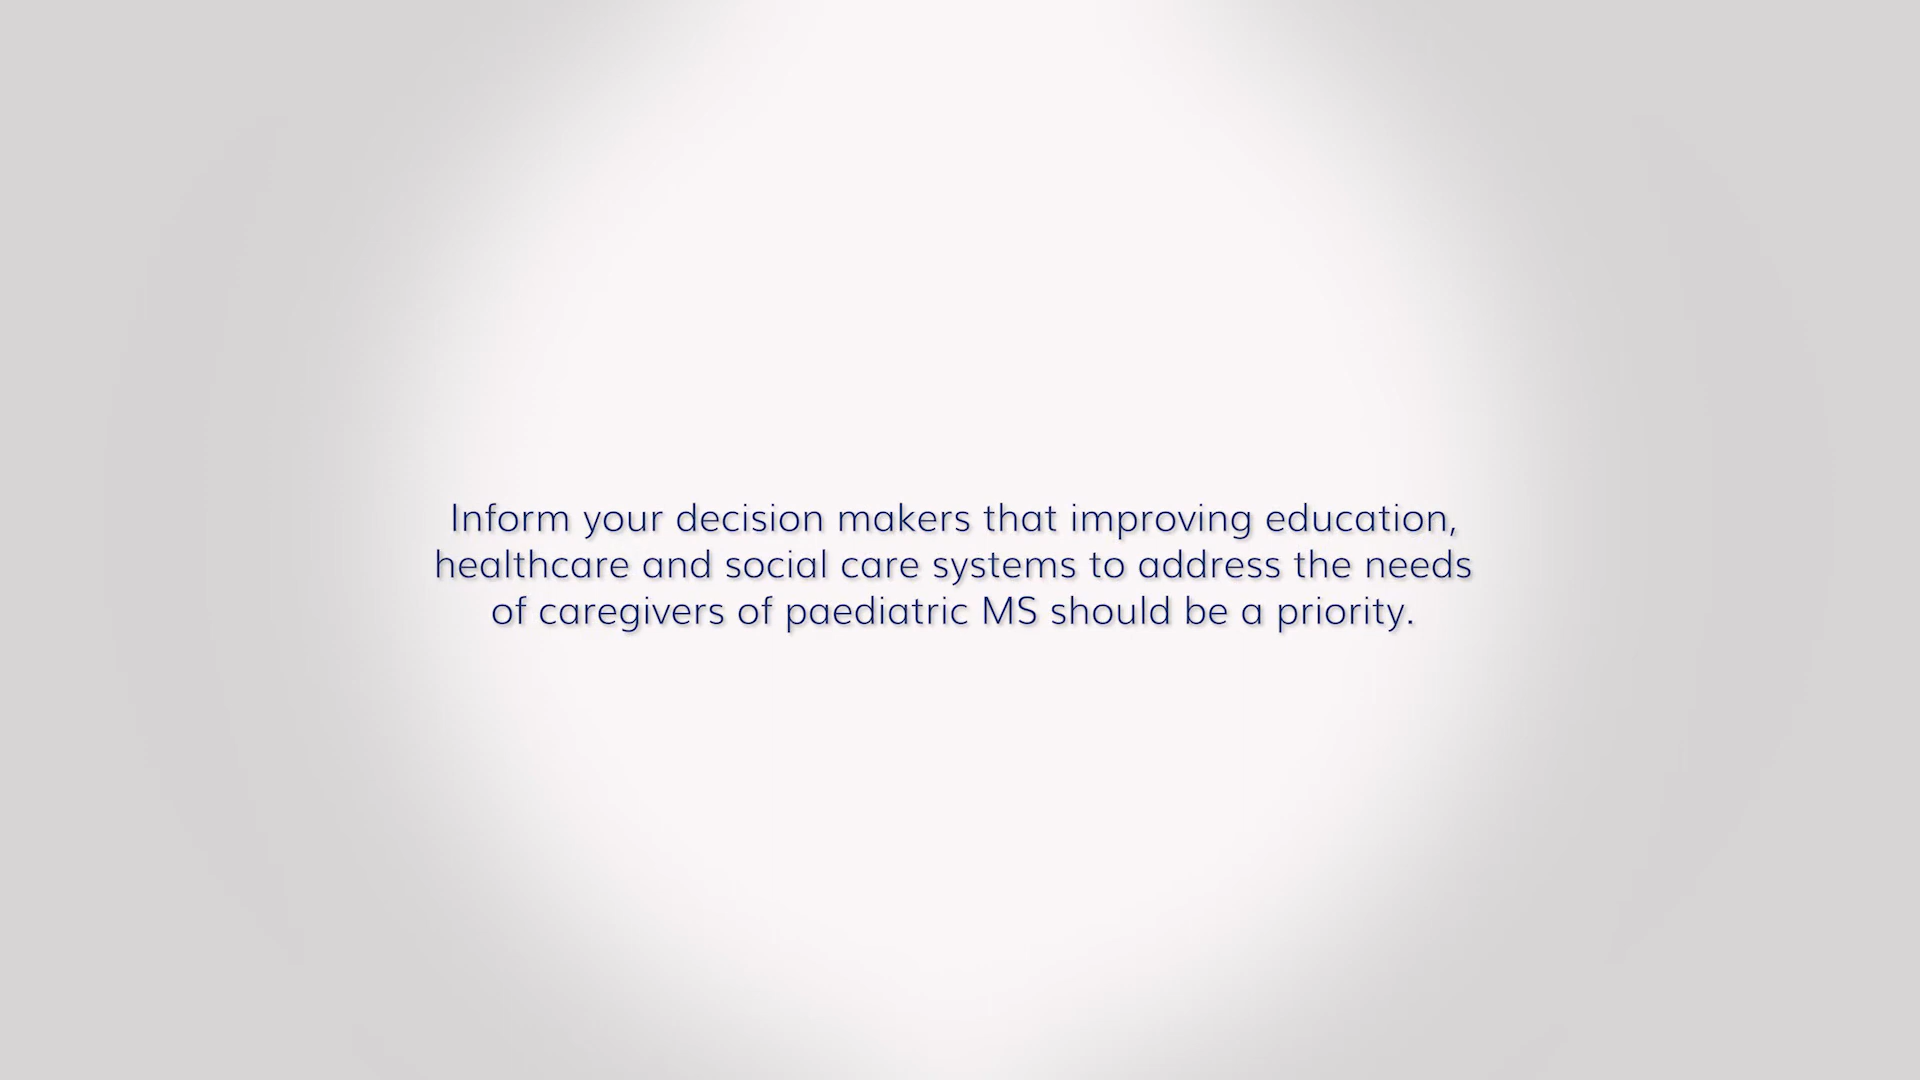 Inform your decision makers that improving education,
healthcare and social care systems to address the needs
of caregivers of paediatric MS should be a priority.